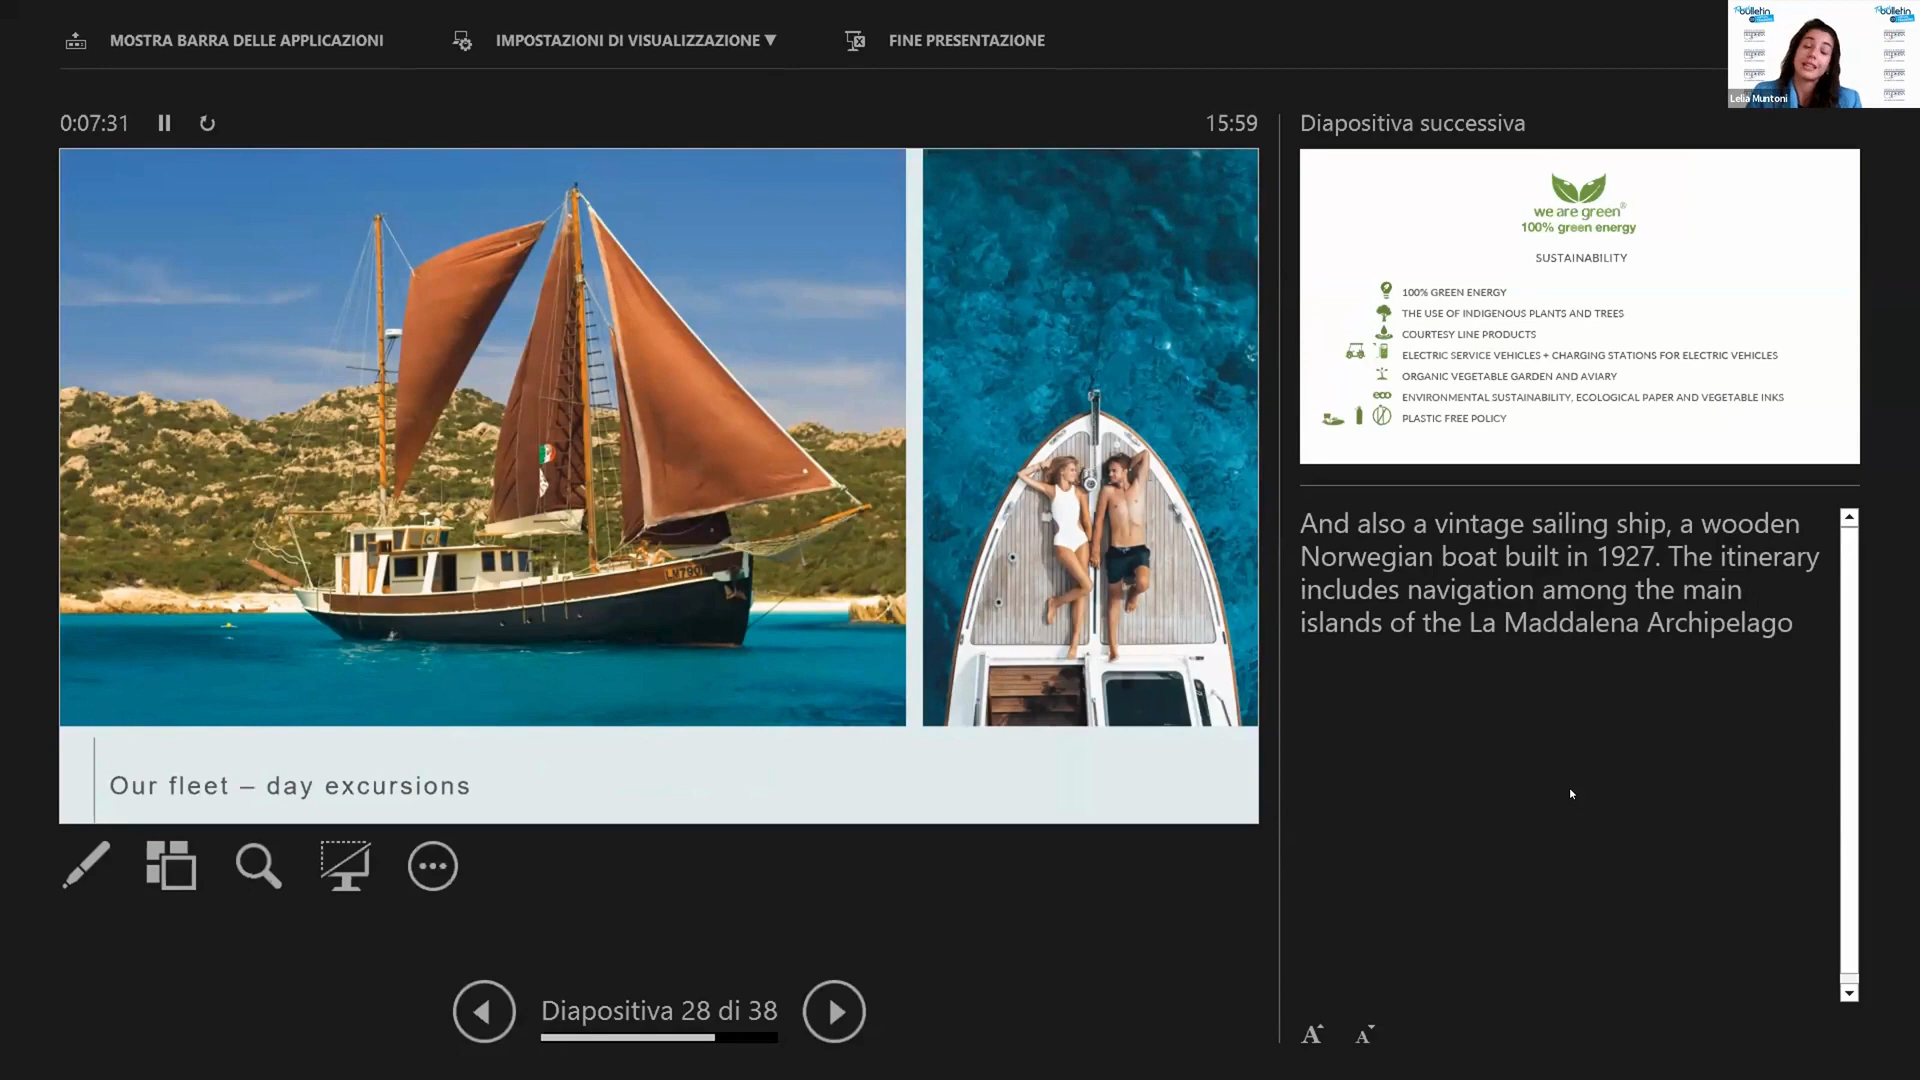 MOSTRA BARRA DELLE APPLICAZIONI
IMPOSTAZIONI DI VISUALIZZAZIONE ▼
FINE PRESENTAZIONE
bulletin
bulletin
Lelia Muntoni
0:07:31
15:59
Diapositiva successiva
we are green®
100% green energy
SUSTAINABILITY
100% GREEN ENERGY
THE USE OF INDIGENOUS PLANTS AND TREES
COURTESY LINE PRODUCTS
ELECTRIC SERVICE VEHICLES + CHARGING STATIONS FOR ELECTRIC VEHICLES
ORGANIC VEGETABLE GARDEN AND AVIARY
ENVIRONMENTAL SUSTAINABILITY, ECOLOGICAL PAPER AND VEGETABLE INKS
PLASTIC FREE POLICY
And also a vintage sailing ship, a wooden
Norwegian boat built in 1927. The itinerary
includes navigation among the main
islands of the La Maddalena Archipelago
Our fleet – day excursions
Diapositiva 28 di 38
A A